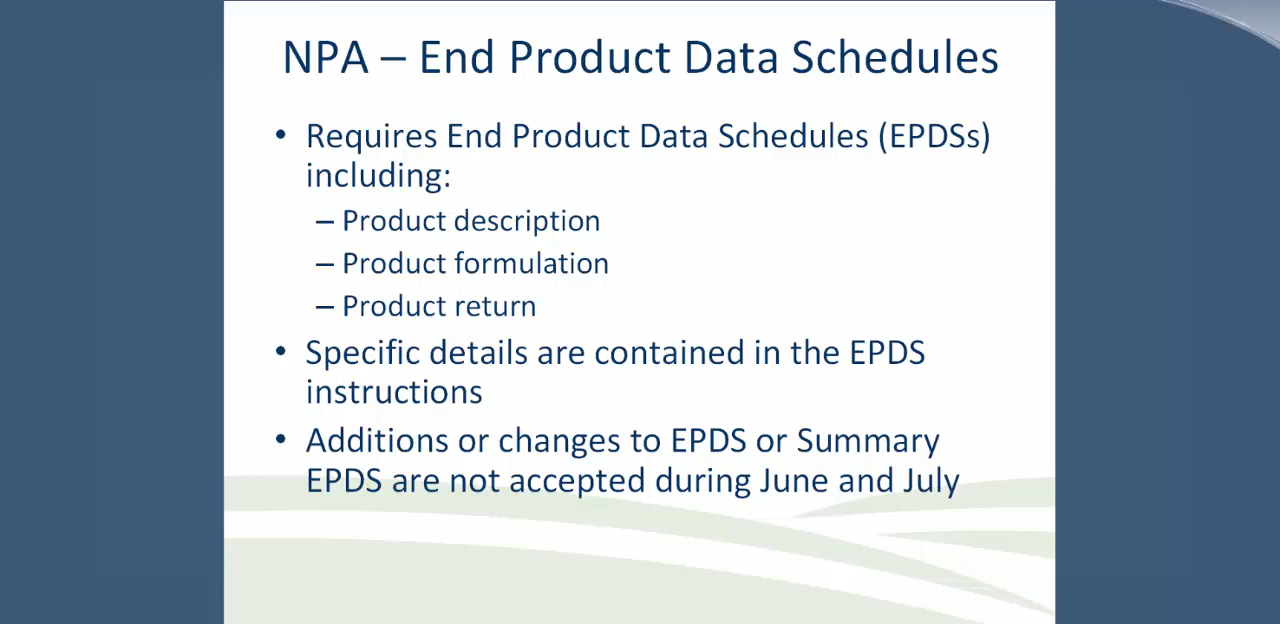 NPA – End Product Data Schedules
• Requires End Product Data Schedules (EPDSs)
including:
– Product description
– Product formulation
– Product return
• Specific details are contained in the EPDS
instructions
• Additions or changes to EPDS or Summary
EPDS are not accepted during June and July